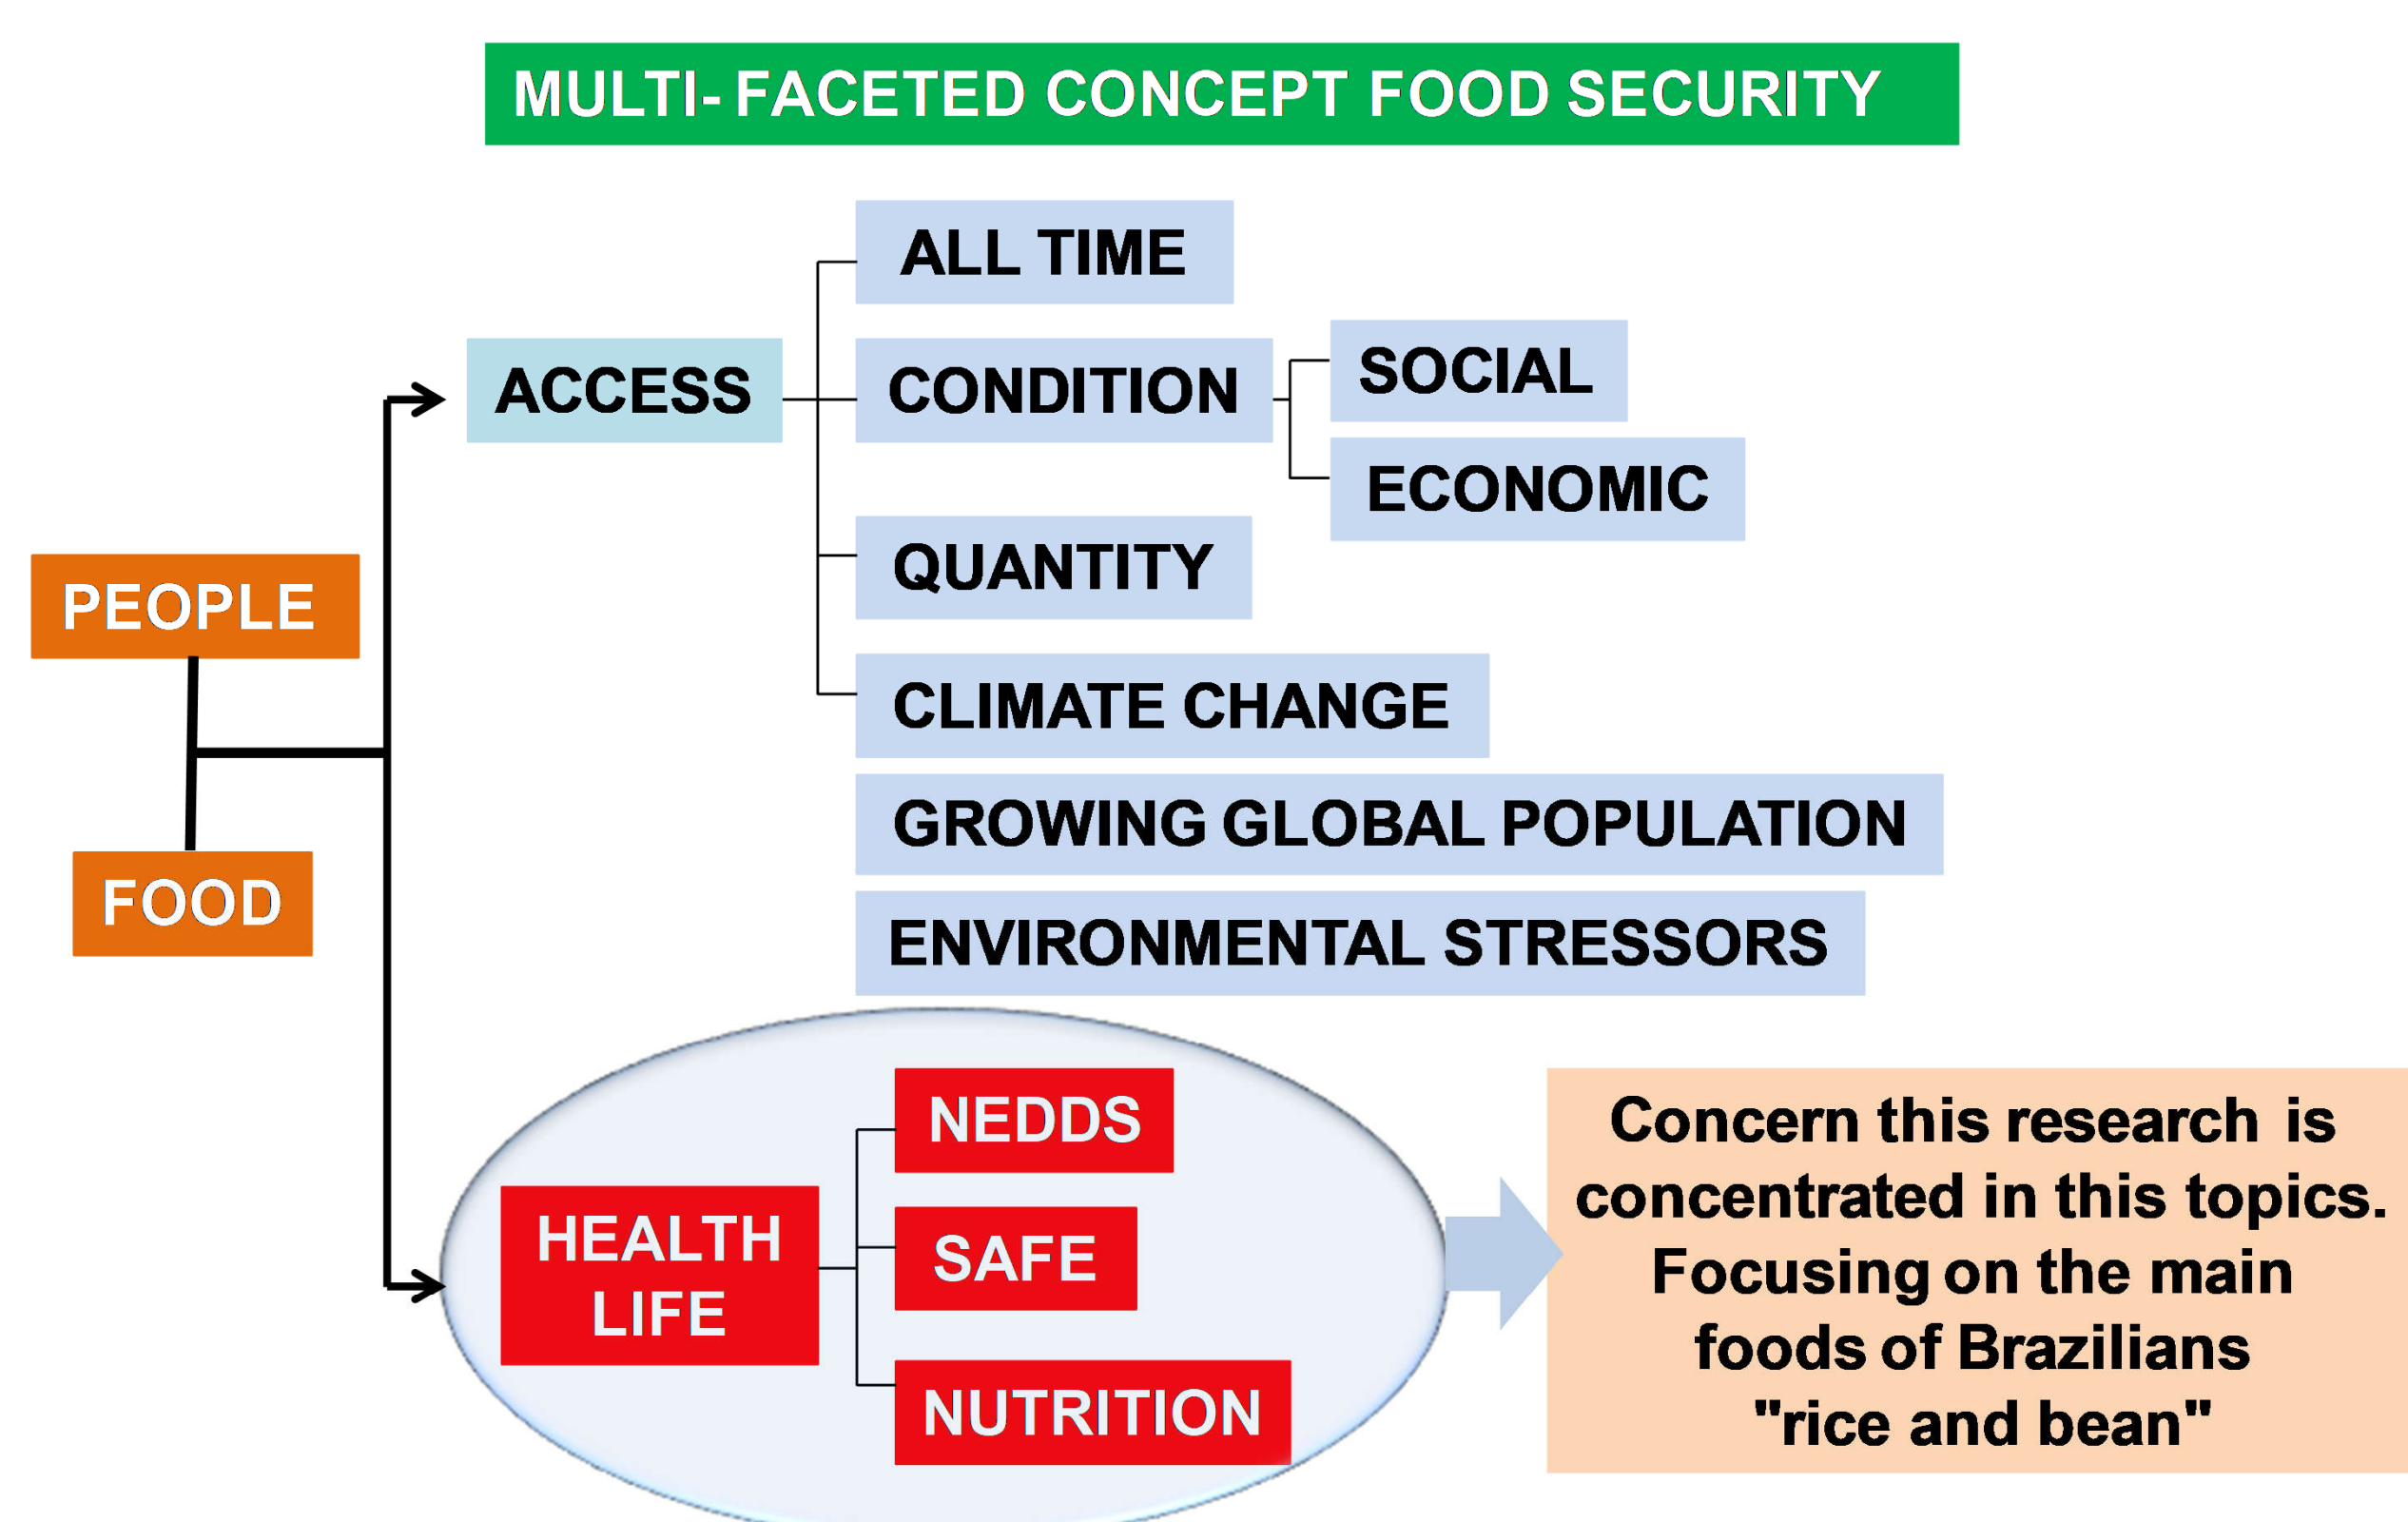 MULTI- FACETED CONCEPT FOOD SECURITY
ALL TIME
ACCESS
CONDITION
SOCIAL
ECONOMIC
QUANTITY
PEOPLE
CLIMATE CHANGE
GROWING GLOBAL POPULATION
FOOD
ENVIRONMENTAL STRESSORS
NEDDS
HEALTH
LIFE
SAFE
NUTRITION
Concern this research is
concentrated in this topics.
Focusing on the main
foods of Brazilians
"rice and bean"